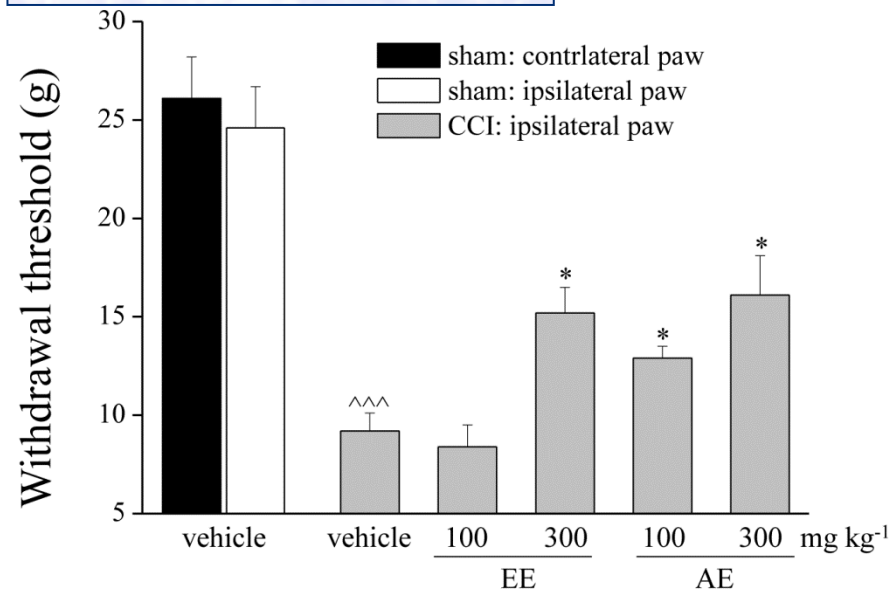 Withdrawal threshold (g)
30
25
20
15
10
5
sham: contrlateral paw
sham: ipsilateral paw
CCI: ipsilateral paw
^^^
*
*
*
vehicle
vehicle
100
300
100
300
mg kg⁻¹
EE
AE